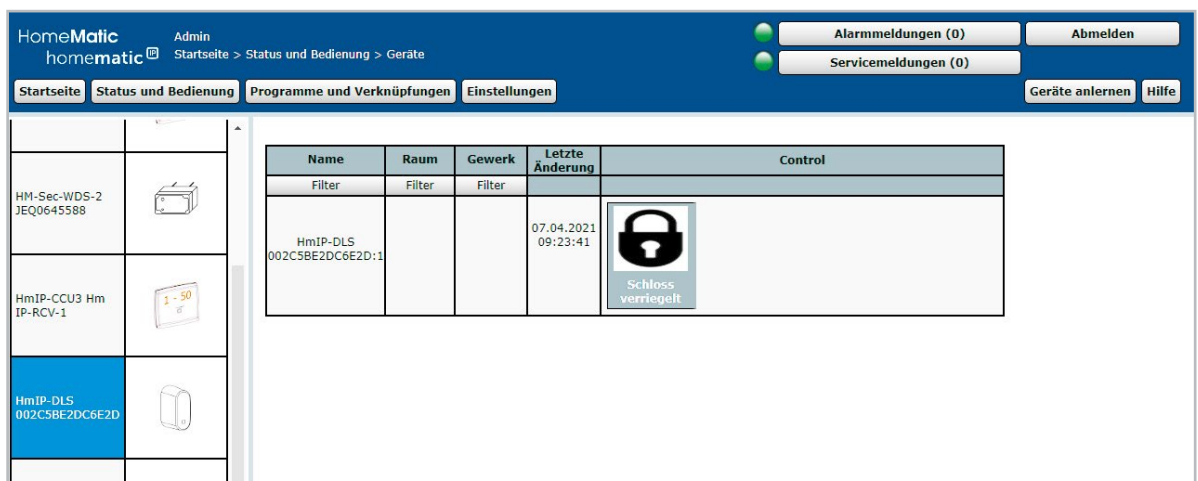 HomeMatic
homematic IP
Admin
Startseite > Status und Bedienung > Geräte
Alarmmeldungen (0)
Abmelden
Servicemeldungen (0)
Startseite
Status und Bedienung
Programme und Verknüpfungen
Einstellungen
Geräte anlernen
Hilfe
HM-Sec-WDS-2
JEQ0645588
HmIP-CCU3 Hm
IP-RCV-1
1 - 50
HmIP-DLS
002C5BE2DC6E2D
Name
Raum
Gewerk
Letzte
Änderung
Control
Filter
Filter
Filter
HmIP-DLS
002C5BE2DC6E2D:1
07.04.2021
09:23:41
Schloss
verriegelt